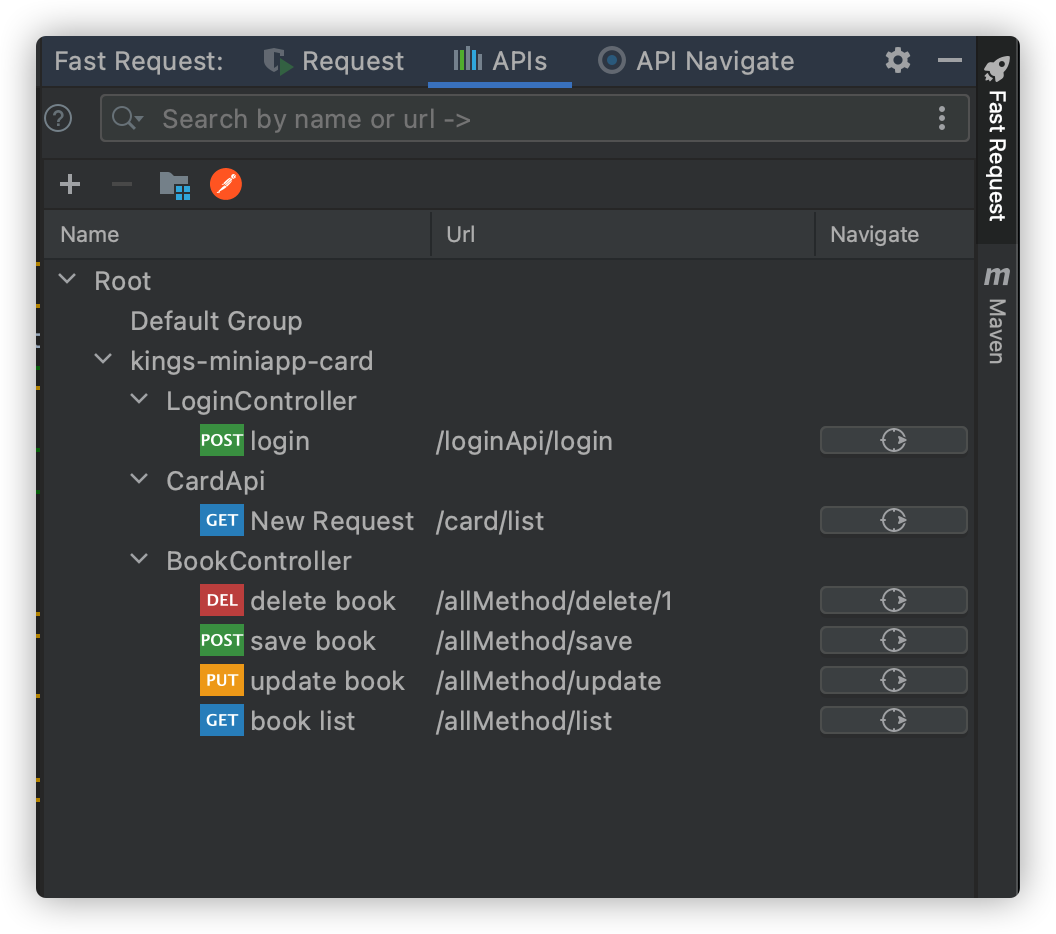 Fast Request: Request APIs API Navigate
? Search by name or url ->
Name Url Navigate
Root
Default Group
kings-miniapp-card
LoginController
POST login /loginApi/login
CardApi
GET New Request /card/list
BookController
DEL delete book /allMethod/delete/1
POST save book /allMethod/save
PUT update book /allMethod/update
GET book list /allMethod/list
Fast Request
m Maven